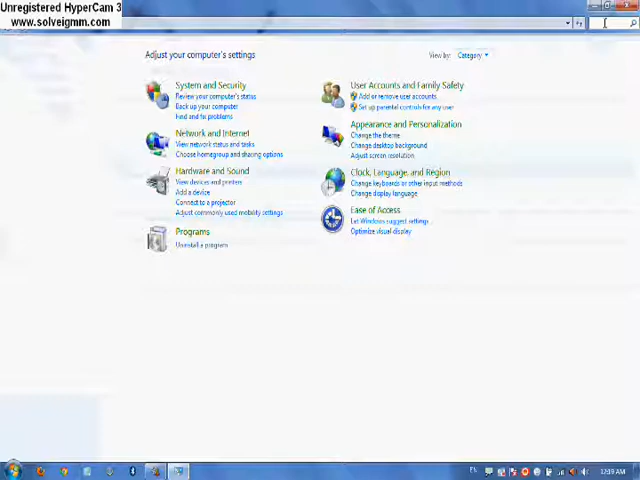 Unregistered HyperCam 3
www.solveigmm.com
Adjust your computer's settings
View by: Category
System and Security
Review your computer's status
Back up your computer
Find and fix problems
Network and Internet
View network status and tasks
Choose homegroup and sharing options
Hardware and Sound
View devices and printers
Add a device
Connect to a projector
Adjust commonly used mobility settings
Programs
Uninstall a program
User Accounts and Family Safety
Add or remove user accounts
Set up parental controls for any user
Appearance and Personalization
Change the theme
Change desktop background
Adjust screen resolution
Clock, Language, and Region
Change keyboards or other input methods
Change display language
Ease of Access
Let Windows suggest settings
Optimize visual display
EN
12:19 AM